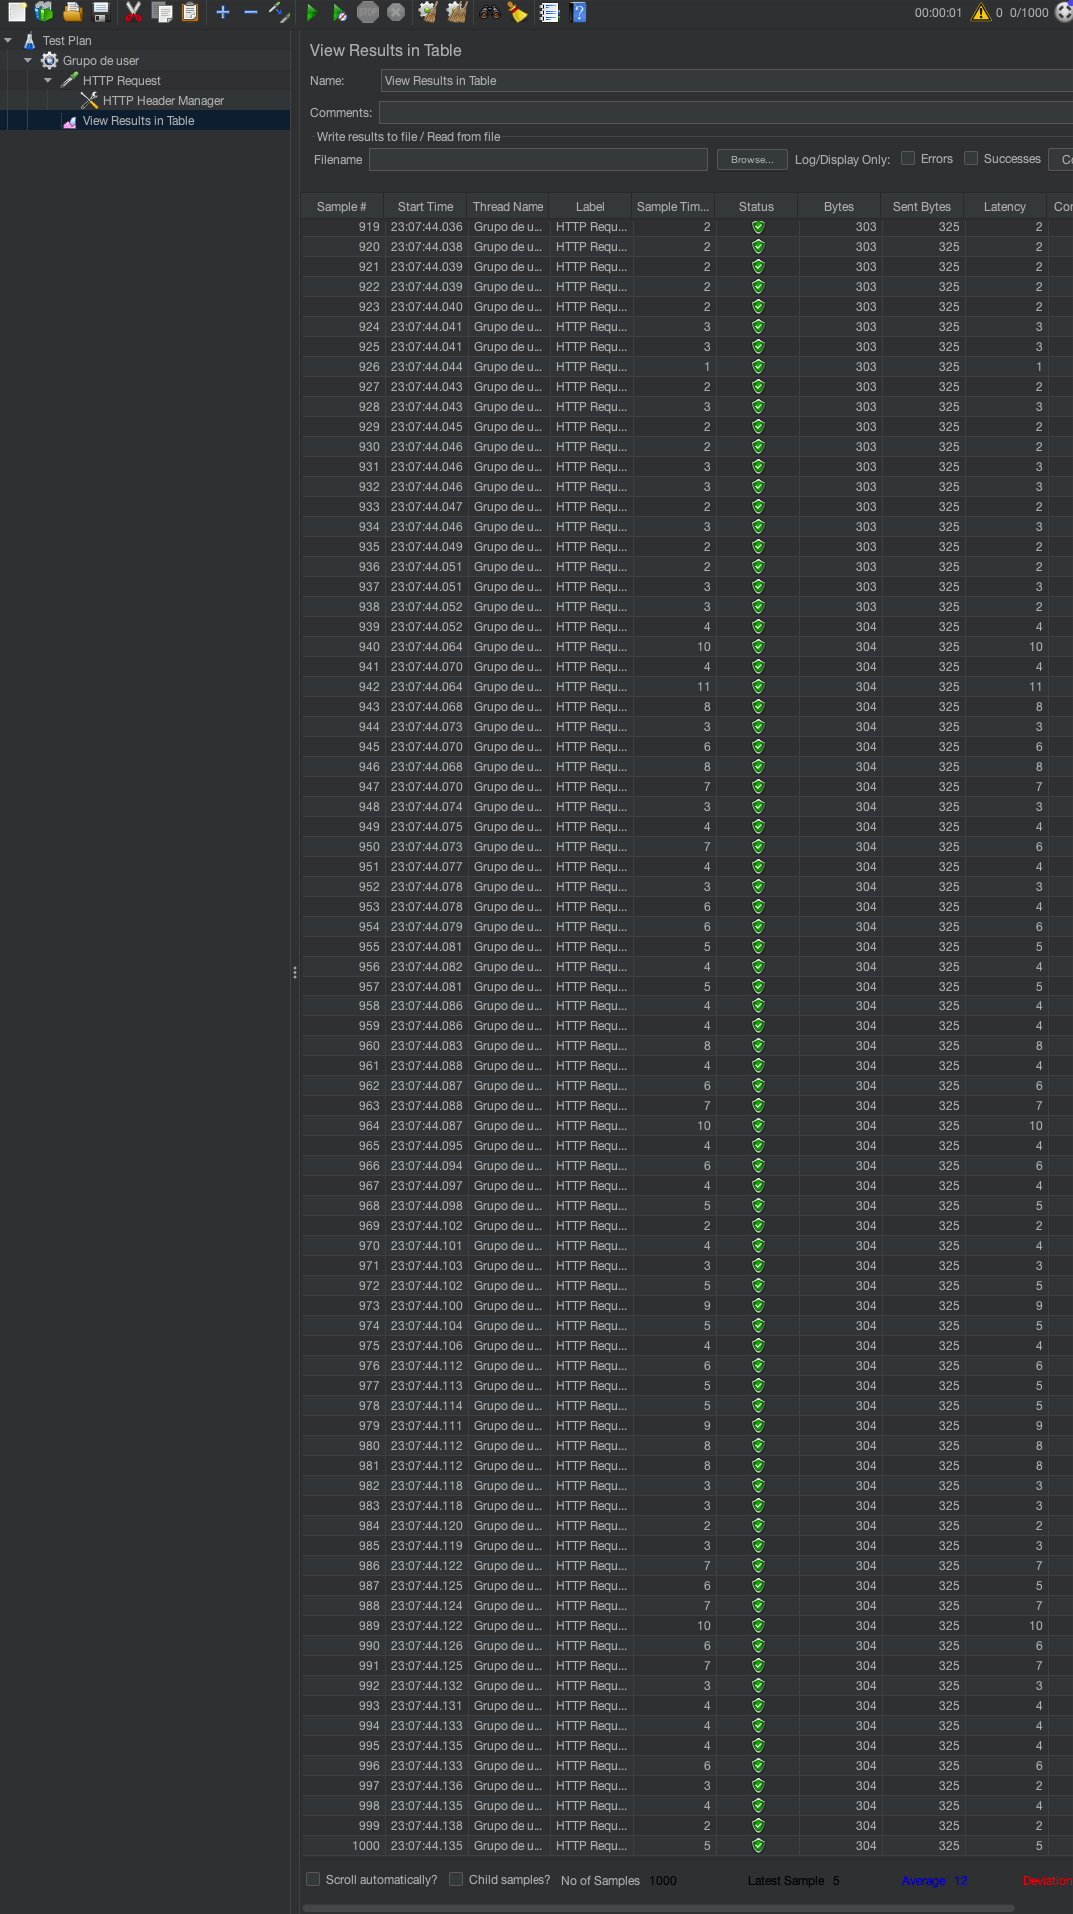 00:00:01 0 0/1000
Test Plan
Grupo de user
HTTP Request
HTTP Header Manager
View Results in Table
View Results in Table
Name: View Results in Table
Comments:
Write results to file / Read from file
Filename Browse... Log/Display Only: Errors Successes Co
Sample # Start Time Thread Name Label Sample Tim... Status Bytes Sent Bytes Latency Con
919 23:07:44.036 Grupo de u... HTTP Requ... 2 303 325 2
920 23:07:44.038 Grupo de u... HTTP Requ... 2 303 325 2
921 23:07:44.039 Grupo de u... HTTP Requ... 2 303 325 2
922 23:07:44.039 Grupo de u... HTTP Requ... 2 303 325 2
923 23:07:44.040 Grupo de u... HTTP Requ... 2 303 325 2
924 23:07:44.041 Grupo de u... HTTP Requ... 3 303 325 3
925 23:07:44.041 Grupo de u... HTTP Requ... 3 303 325 3
926 23:07:44.044 Grupo de u... HTTP Requ... 1 303 325 1
927 23:07:44.043 Grupo de u... HTTP Requ... 2 303 325 2
928 23:07:44.043 Grupo de u... HTTP Requ... 3 303 325 3
929 23:07:44.045 Grupo de u... HTTP Requ... 2 303 325 2
930 23:07:44.046 Grupo de u... HTTP Requ... 2 303 325 2
931 23:07:44.046 Grupo de u... HTTP Requ... 3 303 325 3
932 23:07:44.046 Grupo de u... HTTP Requ... 3 303 325 3
933 23:07:44.047 Grupo de u... HTTP Requ... 2 303 325 2
934 23:07:44.046 Grupo de u... HTTP Requ... 3 303 325 3
935 23:07:44.049 Grupo de u... HTTP Requ... 2 303 325 2
936 23:07:44.051 Grupo de u... HTTP Requ... 2 303 325 2
937 23:07:44.051 Grupo de u... HTTP Requ... 3 303 325 3
938 23:07:44.052 Grupo de u... HTTP Requ... 3 303 325 2
939 23:07:44.052 Grupo de u... HTTP Requ... 4 304 325 4
940 23:07:44.064 Grupo de u... HTTP Requ... 10 304 325 10
941 23:07:44.070 Grupo de u... HTTP Requ... 4 304 325 4
942 23:07:44.064 Grupo de u... HTTP Requ... 11 304 325 11
943 23:07:44.068 Grupo de u... HTTP Requ... 8 304 325 8
944 23:07:44.073 Grupo de u... HTTP Requ... 3 304 325 3
945 23:07:44.070 Grupo de u... HTTP Requ... 6 304 325 6
946 23:07:44.068 Grupo de u... HTTP Requ... 8 304 325 8
947 23:07:44.070 Grupo de u... HTTP Requ... 7 304 325 7
948 23:07:44.074 Grupo de u... HTTP Requ... 3 304 325 3
949 23:07:44.075 Grupo de u... HTTP Requ... 4 304 325 4
950 23:07:44.073 Grupo de u... HTTP Requ... 7 304 325 6
951 23:07:44.077 Grupo de u... HTTP Requ... 4 304 325 4
952 23:07:44.078 Grupo de u... HTTP Requ... 3 304 325 3
953 23:07:44.078 Grupo de u... HTTP Requ... 6 304 325 4
954 23:07:44.079 Grupo de u... HTTP Requ... 6 304 325 6
955 23:07:44.081 Grupo de u... HTTP Requ... 5 304 325 5
956 23:07:44.082 Grupo de u... HTTP Requ... 4 304 325 4
957 23:07:44.081 Grupo de u... HTTP Requ... 5 304 325 5
958 23:07:44.086 Grupo de u... HTTP Requ... 4 304 325 4
959 23:07:44.086 Grupo de u... HTTP Requ... 4 304 325 4
960 23:07:44.083 Grupo de u... HTTP Requ... 8 304 325 8
961 23:07:44.088 Grupo de u... HTTP Requ... 4 304 325 4
962 23:07:44.087 Grupo de u... HTTP Requ... 6 304 325 6
963 23:07:44.088 Grupo de u... HTTP Requ... 7 304 325 7
964 23:07:44.087 Grupo de u... HTTP Requ... 10 304 325 10
965 23:07:44.095 Grupo de u... HTTP Requ... 4 304 325 4
966 23:07:44.094 Grupo de u... HTTP Requ... 6 304 325 6
967 23:07:44.097 Grupo de u... HTTP Requ... 4 304 325 4
968 23:07:44.098 Grupo de u... HTTP Requ... 5 304 325 5
969 23:07:44.102 Grupo de u... HTTP Requ... 2 304 325 2
970 23:07:44.101 Grupo de u... HTTP Requ... 4 304 325 4
971 23:07:44.103 Grupo de u... HTTP Requ... 3 304 325 3
972 23:07:44.102 Grupo de u... HTTP Requ... 5 304 325 5
973 23:07:44.100 Grupo de u... HTTP Requ... 9 304 325 9
974 23:07:44.104 Grupo de u... HTTP Requ... 5 304 325 5
975 23:07:44.106 Grupo de u... HTTP Requ... 4 304 325 4
976 23:07:44.112 Grupo de u... HTTP Requ... 6 304 325 6
977 23:07:44.113 Grupo de u... HTTP Requ... 5 304 325 5
978 23:07:44.114 Grupo de u... HTTP Requ... 5 304 325 5
979 23:07:44.111 Grupo de u... HTTP Requ... 9 304 325 9
980 23:07:44.112 Grupo de u... HTTP Requ... 8 304 325 8
981 23:07:44.112 Grupo de u... HTTP Requ... 8 304 325 8
982 23:07:44.118 Grupo de u... HTTP Requ... 3 304 325 3
983 23:07:44.118 Grupo de u... HTTP Requ... 3 304 325 3
984 23:07:44.120 Grupo de u... HTTP Requ... 2 304 325 2
985 23:07:44.119 Grupo de u... HTTP Requ... 3 304 325 3
986 23:07:44.122 Grupo de u... HTTP Requ... 7 304 325 7
987 23:07:44.125 Grupo de u... HTTP Requ... 6 304 325 5
988 23:07:44.124 Grupo de u... HTTP Requ... 7 304 325 7
989 23:07:44.122 Grupo de u... HTTP Requ... 10 304 325 10
990 23:07:44.126 Grupo de u... HTTP Requ... 6 304 325 6
991 23:07:44.125 Grupo de u... HTTP Requ... 7 304 325 7
992 23:07:44.132 Grupo de u... HTTP Requ... 3 304 325 3
993 23:07:44.131 Grupo de u... HTTP Requ... 4 304 325 4
994 23:07:44.133 Grupo de u... HTTP Requ... 4 304 325 4
995 23:07:44.135 Grupo de u... HTTP Requ... 4 304 325 4
996 23:07:44.133 Grupo de u... HTTP Requ... 6 304 325 6
997 23:07:44.136 Grupo de u... HTTP Requ... 3 304 325 2
998 23:07:44.135 Grupo de u... HTTP Requ... 4 304 325 4
999 23:07:44.138 Grupo de u... HTTP Requ... 2 304 325 2
1000 23:07:44.135 Grupo de u... HTTP Requ... 5 304 325 5
Scroll automatically? Child samples? No of Samples 1000 Latest Sample 5 Average 12 Deviation